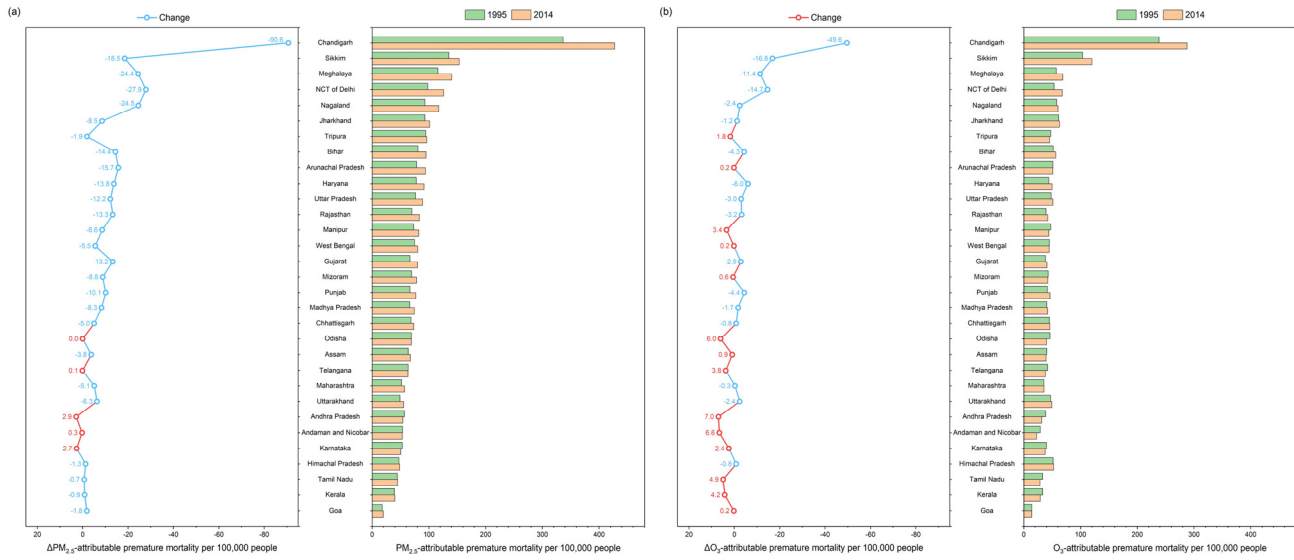 (a)
Change
1995 2014
-90.6
-18.5
-24.4
-27.9
-24.5
-8.5
-1.9
-14.4
-15.7
-13.8
-12.2
-13.3
-8.6
-5.5
-13.2
-8.8
-10.1
-8.3
-5.0
0.0
-3.8
0.1
-5.1
-6.3
2.9
0.3
2.7
-1.3
-0.7
-0.9
-1.8
20 0 -20 -40 -60 -80
ΔPM2.5-attributable premature mortality per 100,000 people
Chandigarh
Sikkim
Meghalaya
NCT of Delhi
Nagaland
Jharkhand
Tripura
Bihar
Arunachal Pradesh
Haryana
Uttar Pradesh
Rajasthan
Manipur
West Bengal
Gujarat
Mizoram
Punjab
Madhya Pradesh
Chhattisgarh
Odisha
Assam
Telangana
Maharashtra
Uttarakhand
Andhra Pradesh
Andaman and Nicobar
Karnataka
Himachal Pradesh
Tamil Nadu
Kerala
Goa
0 100 200 300 400
PM2.5-attributable premature mortality per 100,000 people
(b)
Change
1995 2014
-49.6
-16.8
-11.4
-14.7
-2.4
-1.2
1.8
-4.3
0.2
-6.0
-3.0
-3.2
3.4
0.2
0.6
-4.4
-1.7
-0.8
6.0
0.9
3.8
-0.3
-2.4
7.0
6.6
2.4
-0.8
4.9
4.2
0.2
20 0 -20 -40 -60 -80
ΔO3-attributable premature mortality per 100,000 people
Chandigarh
Sikkim
Meghalaya
NCT of Delhi
Nagaland
Jharkhand
Tripura
Bihar
Arunachal Pradesh
Haryana
Uttar Pradesh
Rajasthan
Manipur
West Bengal
Gujarat
Mizoram
Punjab
Madhya Pradesh
Chhattisgarh
Odisha
Assam
Telangana
Maharashtra
Uttarakhand
Andhra Pradesh
Andaman and Nicobar
Karnataka
Himachal Pradesh
Tamil Nadu
Kerala
Goa
0 100 200 300 400
O3-attributable premature mortality per 100,000 people